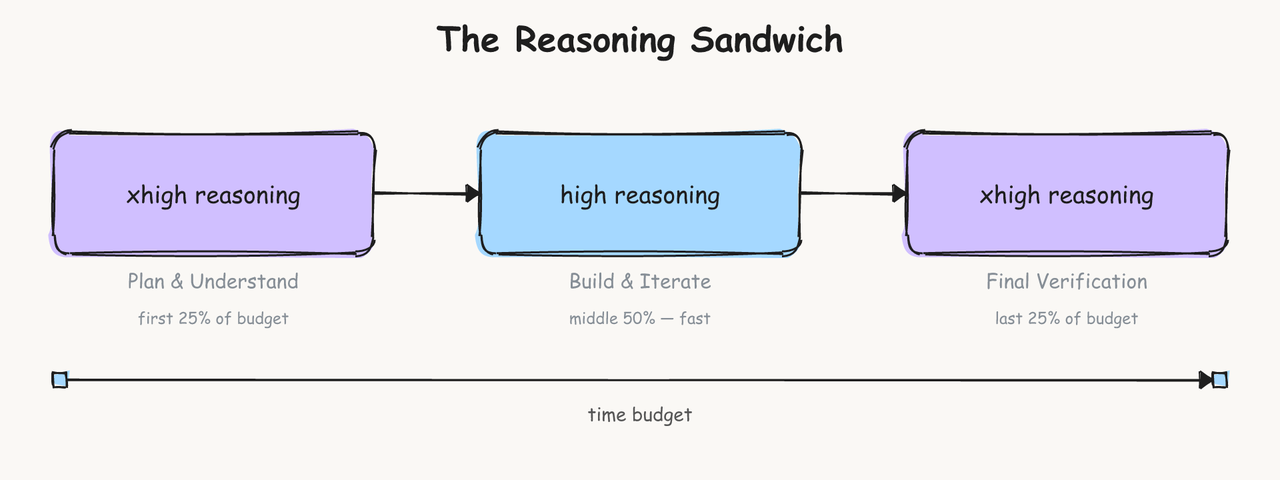 The Reasoning Sandwich
xhigh reasoning
high reasoning
xhigh reasoning
Plan & Understand
Build & Iterate
Final Verification
first 25% of budget
middle 50% — fast
last 25% of budget
time budget